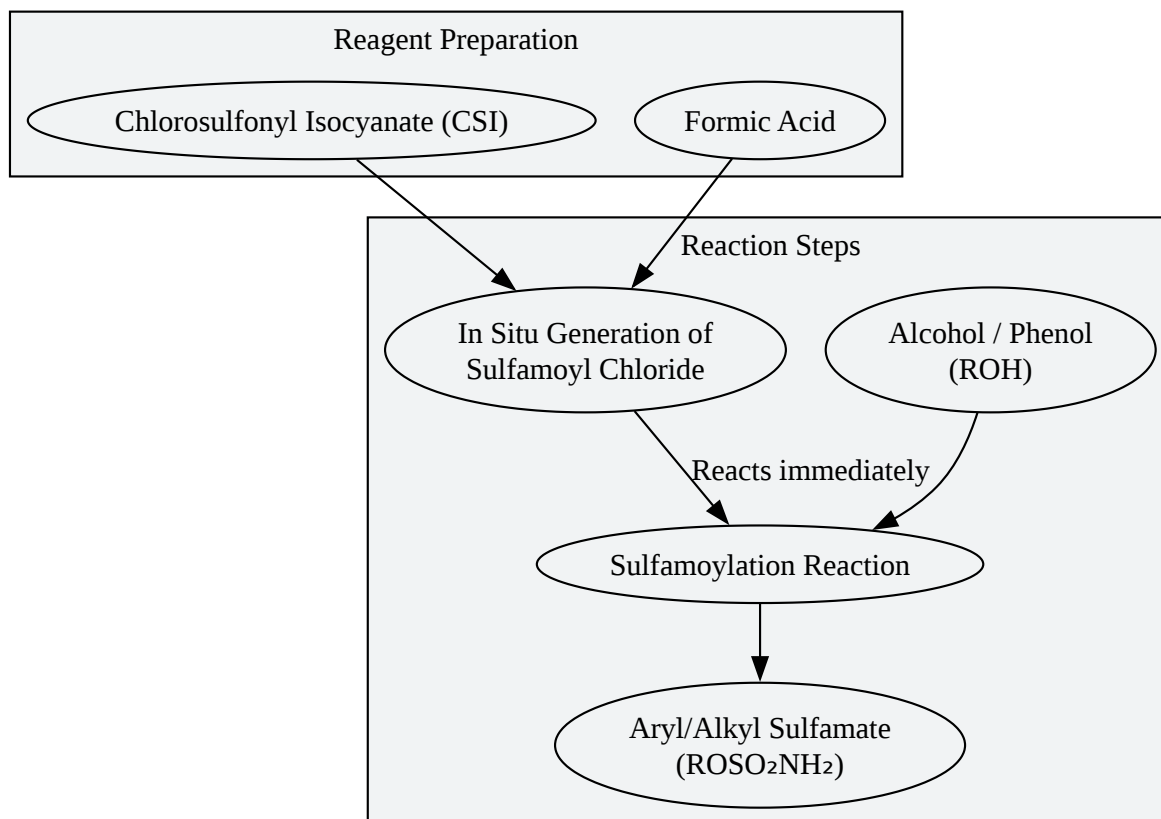 Reagent Preparation
Chlorosulfonyl Isocyanate (CSI)
Formic Acid
Reaction Steps
In Situ Generation of
Sulfamoyl Chloride
Alcohol / Phenol
(ROH)
Reacts immediately
Sulfamoylation Reaction
Aryl/Alkyl Sulfamate
(ROSO₂NH₂)